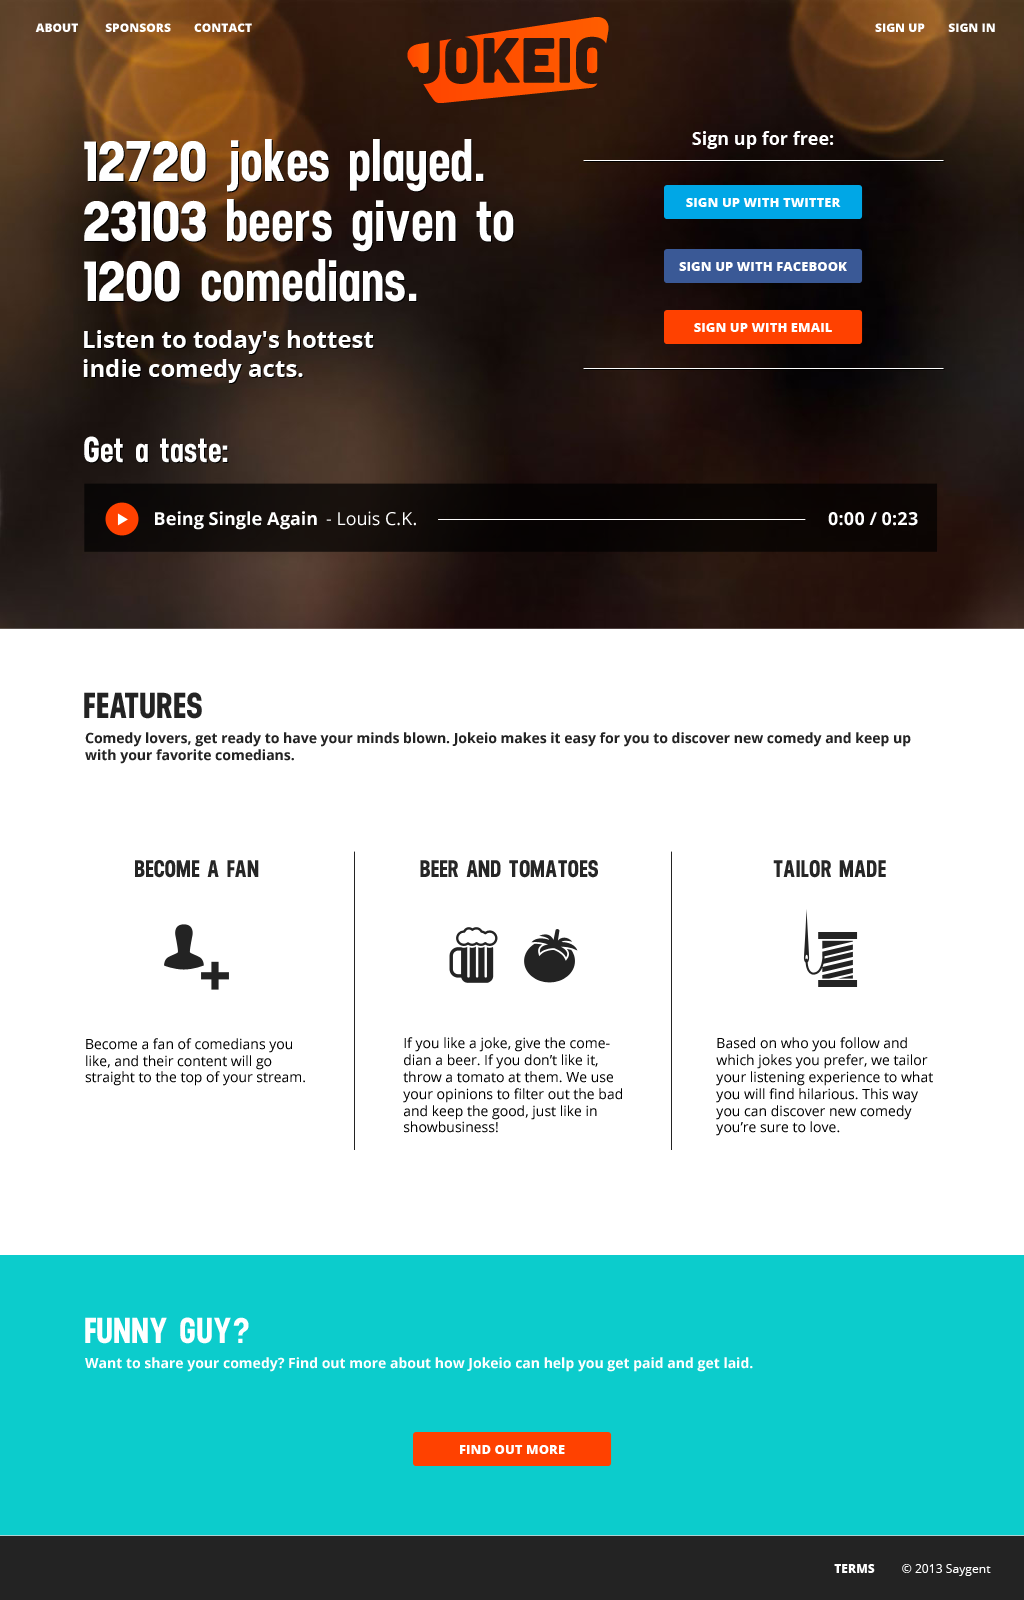 ABOUT SPONSORS CONTACT
JOKEIO
SIGN UP SIGN IN
12720 jokes played.
23103 beers given to
1200 comedians.
Listen to today's hottest
indie comedy acts.
Sign up for free:
SIGN UP WITH TWITTER
SIGN UP WITH FACEBOOK
SIGN UP WITH EMAIL
Get a taste:
Being Single Again - Louis C.K. 0:00 / 0:23
FEATURES
Comedy lovers, get ready to have your minds blown. Jokeio makes it easy for you to discover new comedy and keep up
with your favorite comedians.
BECOME A FAN
Become a fan of comedians you
like, and their content will go
straight to the top of your stream.
BEER AND TOMATOES
If you like a joke, give the come-
dian a beer. If you don’t like it,
throw a tomato at them. We use
your opinions to filter out the bad
and keep the good, just like in
showbusiness!
TAILOR MADE
Based on who you follow and
which jokes you prefer, we tailor
your listening experience to what
you will find hilarious. This way
you can discover new comedy
you’re sure to love.
FUNNY GUY?
Want to share your comedy? Find out more about how Jokeio can help you get paid and get laid.
FIND OUT MORE
TERMS © 2013 Saygent